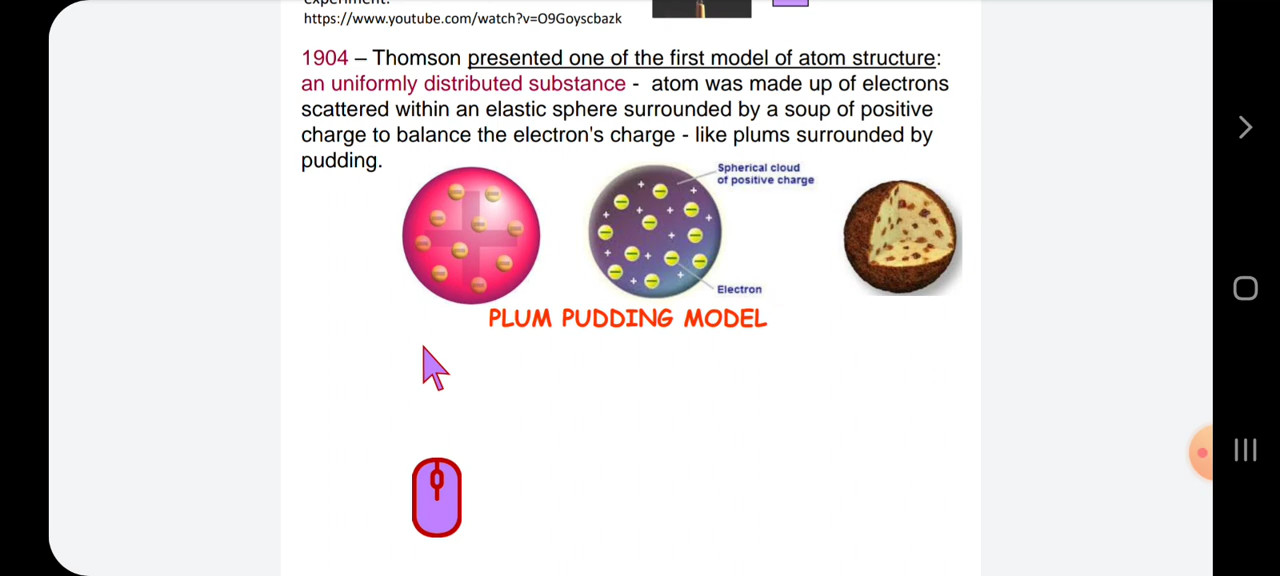 experiment:
https://www.youtube.com/watch?v=O9Goyscbazk
1904 – Thomson presented one of the first model of atom structure:
an uniformly distributed substance - atom was made up of electrons
scattered within an elastic sphere surrounded by a soup of positive
charge to balance the electron's charge - like plums surrounded by
pudding.
Spherical cloud
of positive charge
Electron
PLUM PUDDING MODEL